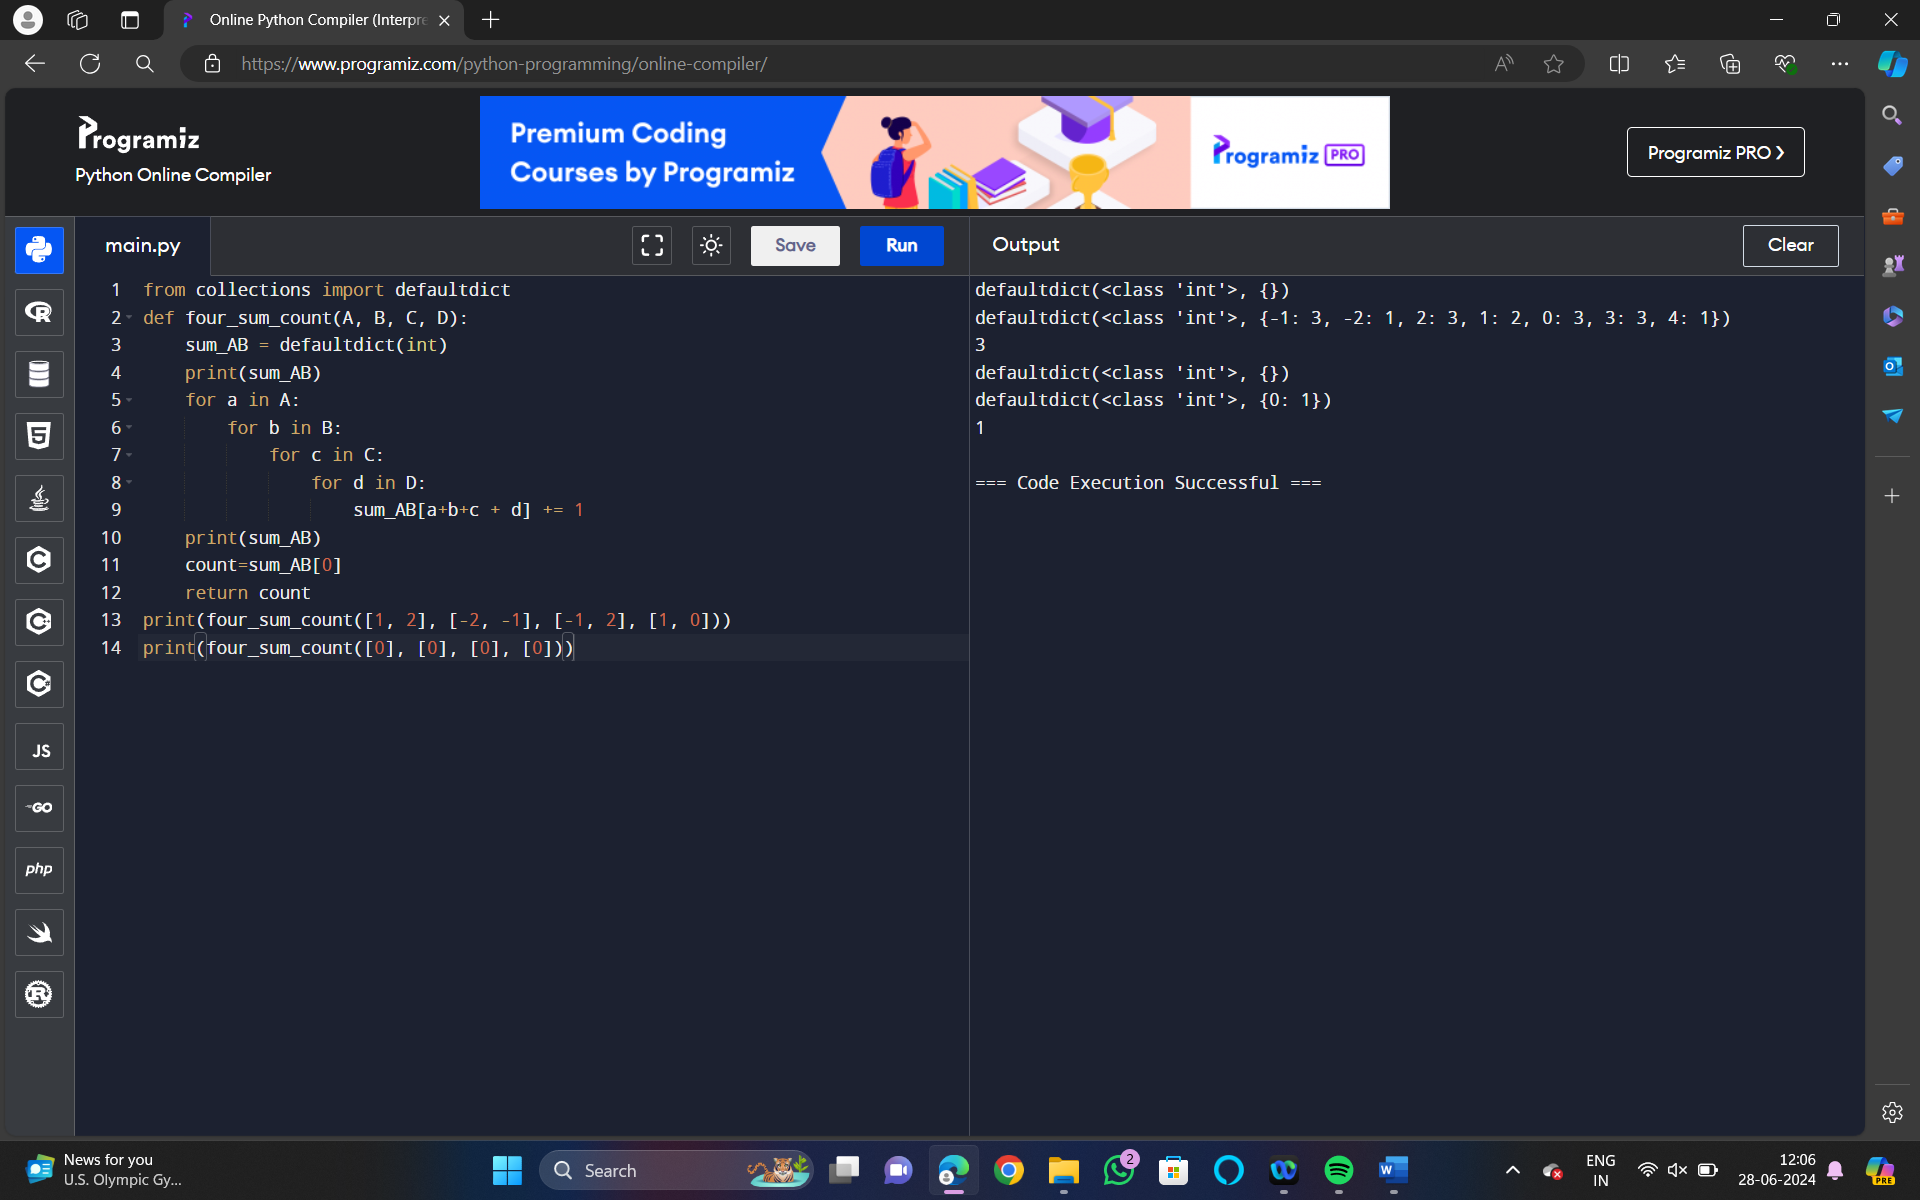 Online Python Compiler (Interpre
https://www.programiz.com/python-programming/online-compiler/
Programiz
Python Online Compiler
Premium Coding
Courses by Programiz
Programiz PRO
Programiz PRO
main.py
Save
Run
Output
Clear
1 from collections import defaultdict
2 def four_sum_count(A, B, C, D):
3 sum_AB = defaultdict(int)
4 print(sum_AB)
5 for a in A:
6 for b in B:
7 for c in C:
8 for d in D:
9 sum_AB[a+b+c + d] += 1
10 print(sum_AB)
11 count=sum_AB[0]
12 return count
13 print(four_sum_count([1, 2], [-2, -1], [-1, 2], [1, 0]))
14 print(four_sum_count([0], [0], [0], [0]))
defaultdict(<class 'int'>, {})
defaultdict(<class 'int'>, {-1: 3, -2: 1, 2: 3, 1: 2, 0: 3, 3: 3, 4: 1})
3
defaultdict(<class 'int'>, {})
defaultdict(<class 'int'>, {0: 1})
1
=== Code Execution Successful ===
R
5
C
C
C
JS
GO
php
R
News for you
U.S. Olympic Gy...
Search
2
W
ENG
IN
12:06
28-06-2024
PRE